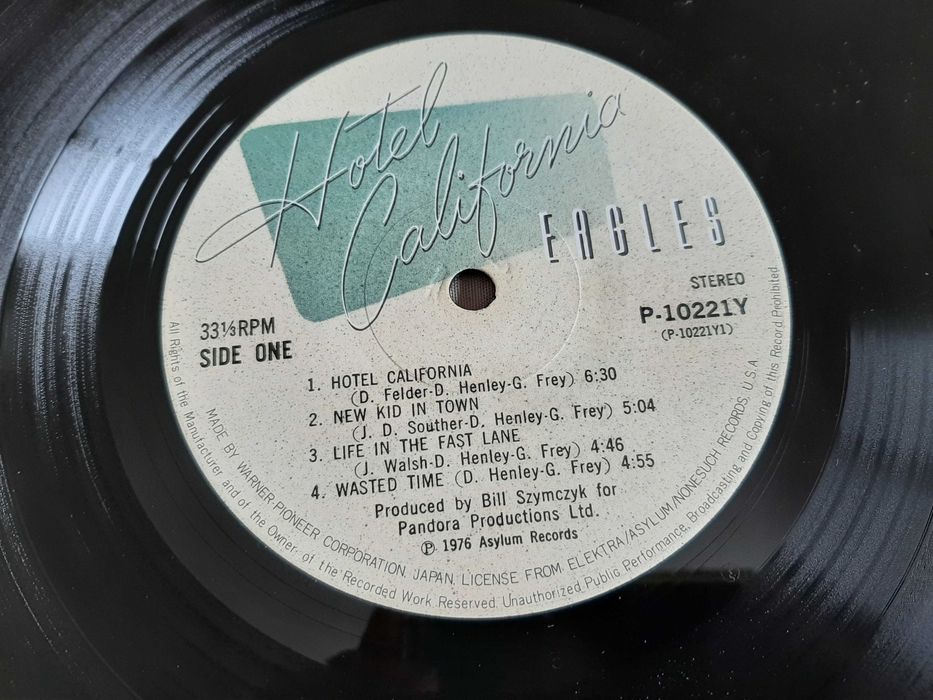 Hotel
California
EAGLES
STEREO
P-10221Y
(P-10221Y1)
33⅓RPM
SIDE ONE
1. HOTEL CALIFORNIA
(D. Felder-D. Henley-G. Frey) 6:30
2. NEW KID IN TOWN
(J. D. Souther-D. Henley-G. Frey) 5:04
3. LIFE IN THE FAST LANE
(J. Walsh-D. Henley-G. Frey) 4:46
4. WASTED TIME (D. Henley-G. Frey) 4:55
Produced by Bill Szymczyk for
Pandora Productions Ltd.
Ⓟ 1976 Asylum Records
MADE BY WARNER-PIONEER CORPORATION, JAPAN, LICENSE FROM ELEKTRA/ASYLUM/NONESUCH RECORDS, U.S.A.
All Rights of the Manufacturer and of the Owner of the Recorded Work Reserved. Unauthorized Public Performance, Broadcasting and Copying of this Record Prohibited.